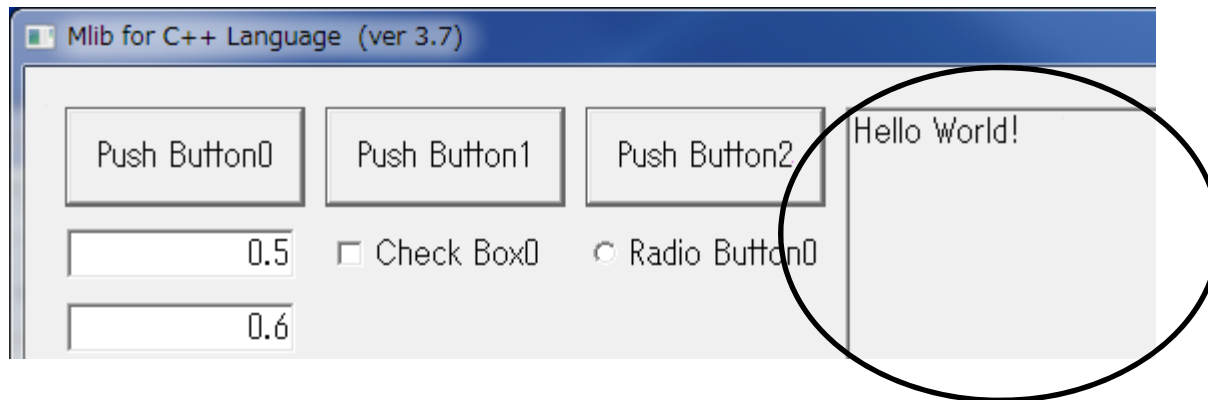 Mlib for C++ Language (ver 3.7)
Push Button0 Push Button1 Push Button2 Hello World!
0.5 Check Box0 Radio Button0
0.6